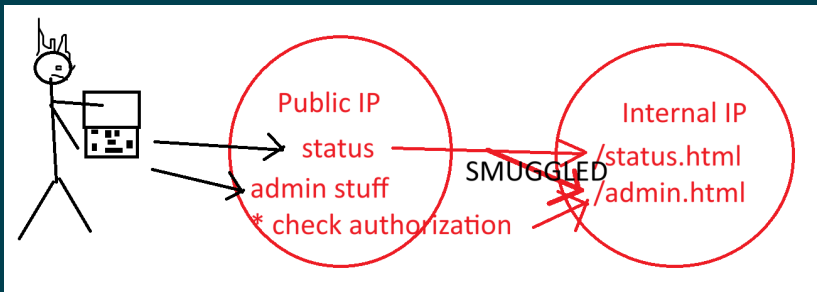 Public IP
status
admin stuff
* check authorization
SMUGGLED
Internal IP
/status.html
/admin.html